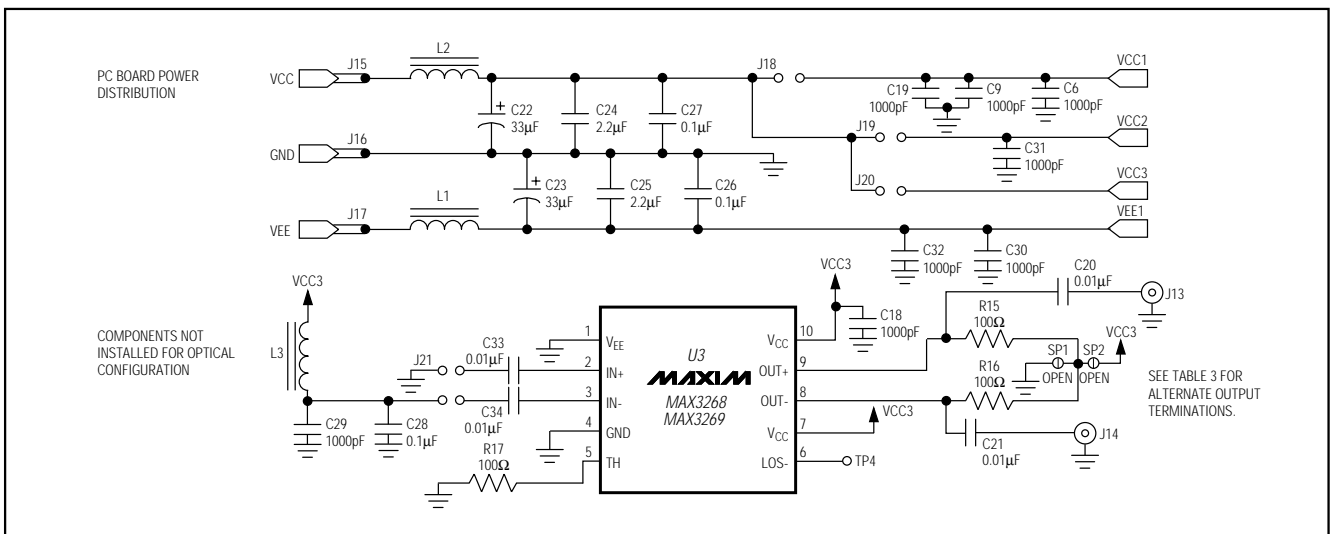 PC BOARD POWER
DISTRIBUTION
VCC
J15
L2
C22
33µF
C24
2.2µF
C27
0.1µF
J18
C19
1000pF
C9
1000pF
C6
1000pF
VCC1
GND
J16
J19
C31
1000pF
VCC2
C23
33µF
C25
2.2µF
C26
0.1µF
J20
VCC3
VEE
J17
L1
VEE1
C32
1000pF
C30
1000pF
COMPONENTS NOT
INSTALLED FOR OPTICAL
CONFIGURATION
VCC3
L3
C29
1000pF
C28
0.1µF
J21
C33
0.01µF
C34
0.01µF
R17
100Ω
1
VEE
2
IN+
3
IN-
4
GND
5
TH
U3
MAXIM
MAX3268
MAX3269
10
VCC
9
OUT+
8
OUT-
7
VCC
6
LOS-
VCC3
C18
1000pF
VCC3
TP4
C20
0.01µF
J13
R15
100Ω
R16
100Ω
SP1
OPEN
SP2
OPEN
VCC3
C21
0.01µF
J14
SEE TABLE 3 FOR
ALTERNATE OUTPUT
TERMINATIONS.